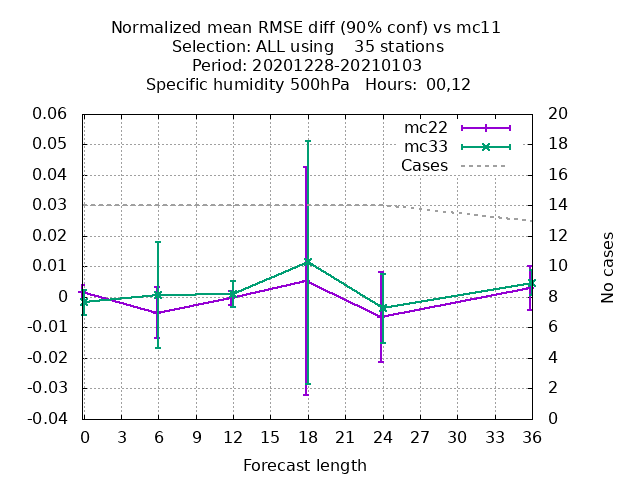 Normalized mean RMSE diff (90% conf) vs mc11
Selection: ALL using    35 stations
Period: 20201228-20210103
Specific humidity 500hPa   Hours:  00,12
mc22
mc33
Cases
0.06
0.05
0.04
0.03
0.02
0.01
0
-0.01
-0.02
-0.03
-0.04
20
18
16
14
12
10
8
6
4
2
0
No cases
0 3 6 9 12 15 18 21 24 27 30 33 36
Forecast length